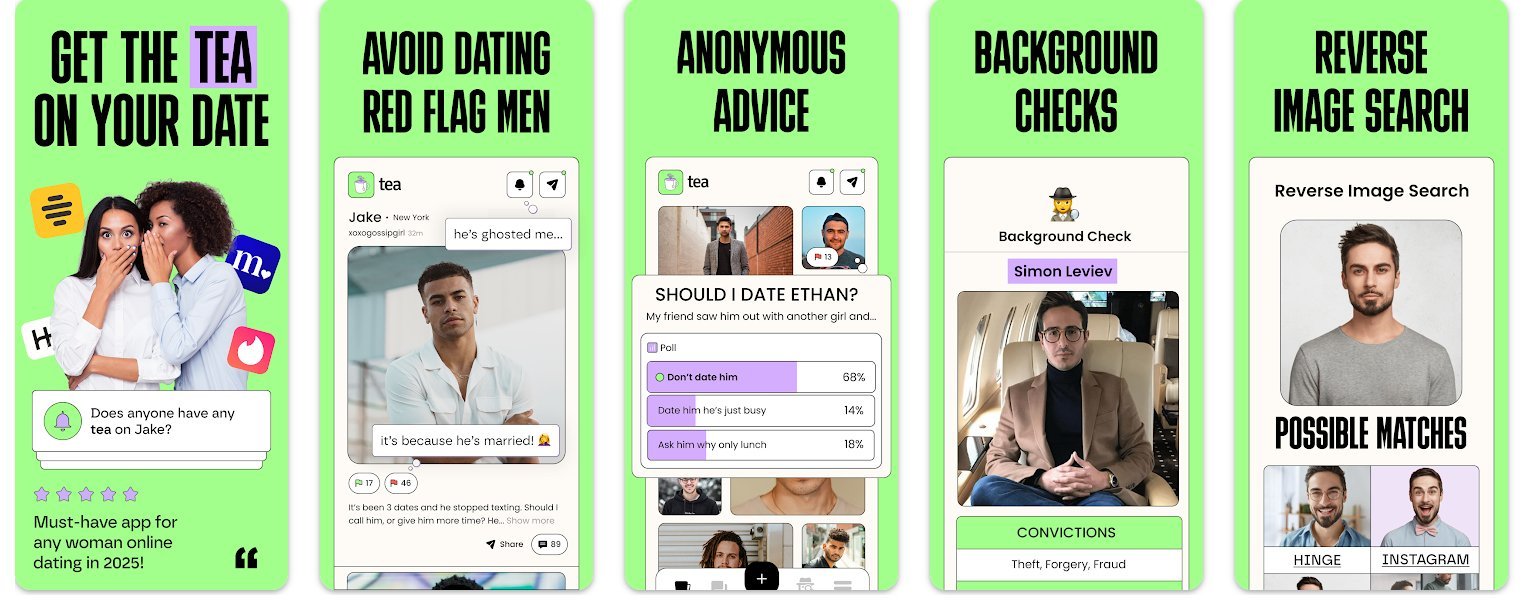 GET THE TEA
ON YOUR DATE
H
m.
Does anyone have any
tea on Jake?
Must-have app for
any woman online
dating in 2025!
“
AVOID DATING
RED FLAG MEN
tea
Jake · New York
xoxogossipgirl 32m
he's ghosted me...
it's because he's married!
17
46
It's been 3 dates and he stopped texting. Should I
call him, or give him more time? He... Show more
Share
89
ANONYMOUS
ADVICE
tea
13
SHOULD I DATE ETHAN?
My friend saw him out with another girl and...
Poll
Don't date him 68%
Date him he's just busy 14%
Ask him why only lunch 18%
+
BACKGROUND
CHECKS
Background Check
Simon Leviev
CONVICTIONS
Theft, Forgery, Fraud
REVERSE
IMAGE SEARCH
Reverse Image Search
POSSIBLE MATCHES
HINGE
INSTAGRAM